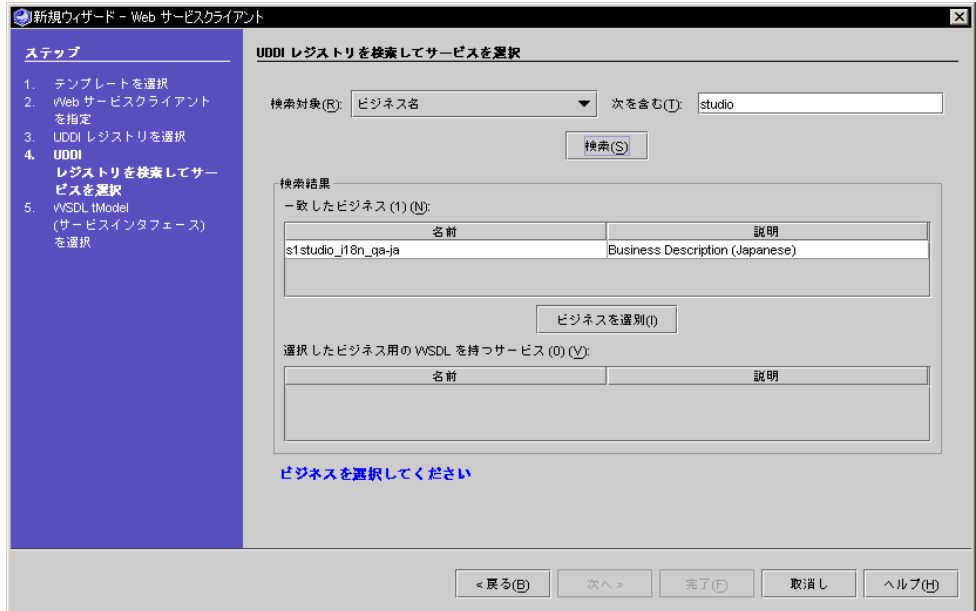 新規ウィザード - Web サービスクライアント
ステップ
1. テンプレートを選択
2. Web サービスクライアント
を指定
3. UDDI レジストリを選択
4. UDDI
レジストリを検索してサー
ビスを選択
5. WSDL tModel
(サービスインタフェース)
を選択
UDDI レジストリを検索してサービスを選択
検索対象(R): ビジネス名 次を含む(T): studio
検索(S)
検索結果
一致したビジネス (1) (N):
名前 説明
s1studio_i18n_qa-ja Business Description (Japanese)
ビジネスを選別(I)
選択したビジネス用の WSDL を持つサービス (0) (V):
名前 説明
ビジネスを選択してください
« 戻る(B) 次へ » 完了(F) 取消し ヘルプ(H)